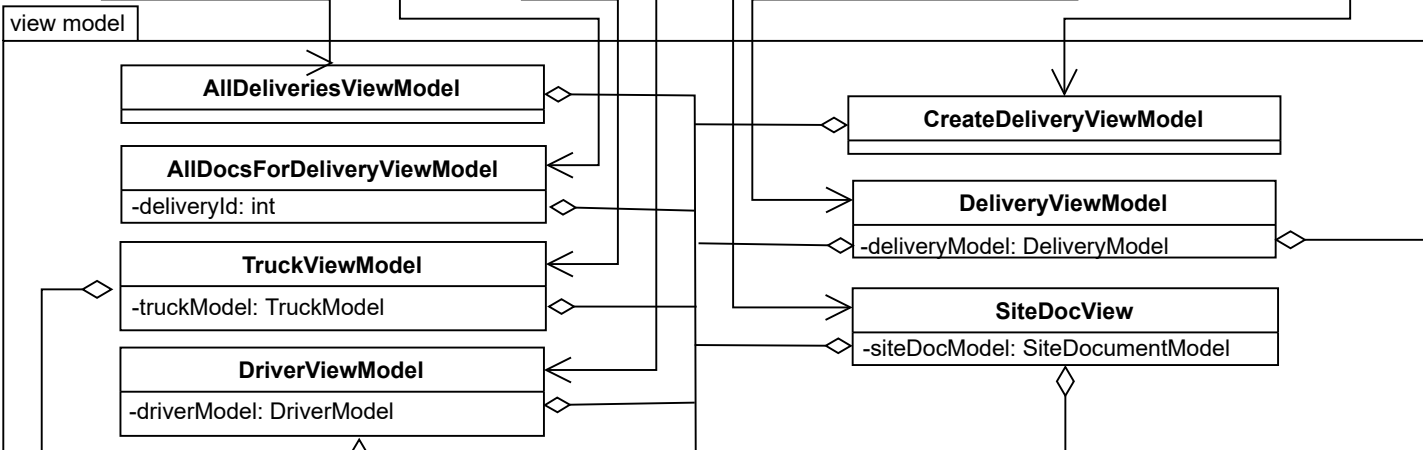 view model
AllDeliveriesViewModel
AllDocsForDeliveryViewModel
-deliveryId: int
TruckViewModel
-truckModel: TruckModel
DriverViewModel
-driverModel: DriverModel
CreateDeliveryViewModel
DeliveryViewModel
-deliveryModel: DeliveryModel
SiteDocView
-siteDocModel: SiteDocumentModel